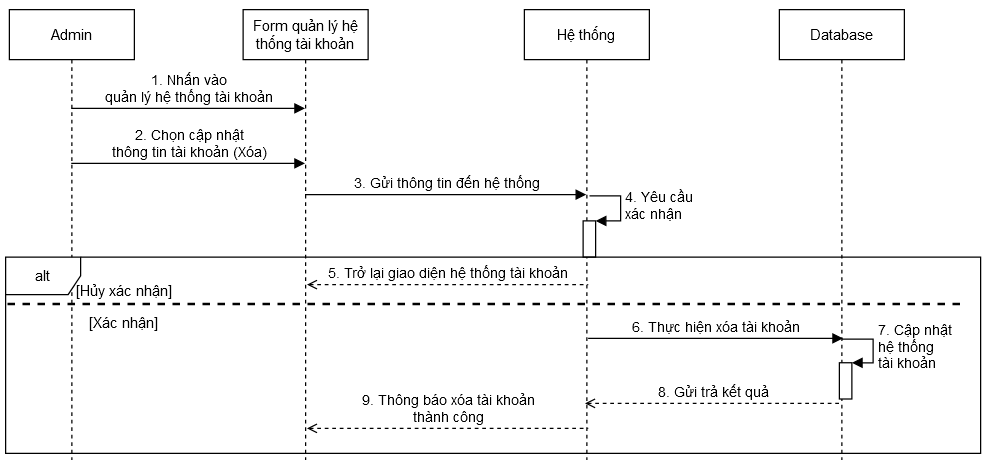 Admin
Form quản lý hệ
thống tài khoản
Hệ thống
Database
1. Nhấn vào
quản lý hệ thống tài khoản
2. Chọn cập nhật
thông tin tài khoản (Xóa)
3. Gửi thông tin đến hệ thống
4. Yêu cầu
xác nhận
alt
5. Trở lại giao diện hệ thống tài khoản
[Hủy xác nhận]
[Xác nhận]
6. Thực hiện xóa tài khoản
7. Cập nhật
hệ thống
tài khoản
8. Gửi trả kết quả
9. Thông báo xóa tài khoản
thành công